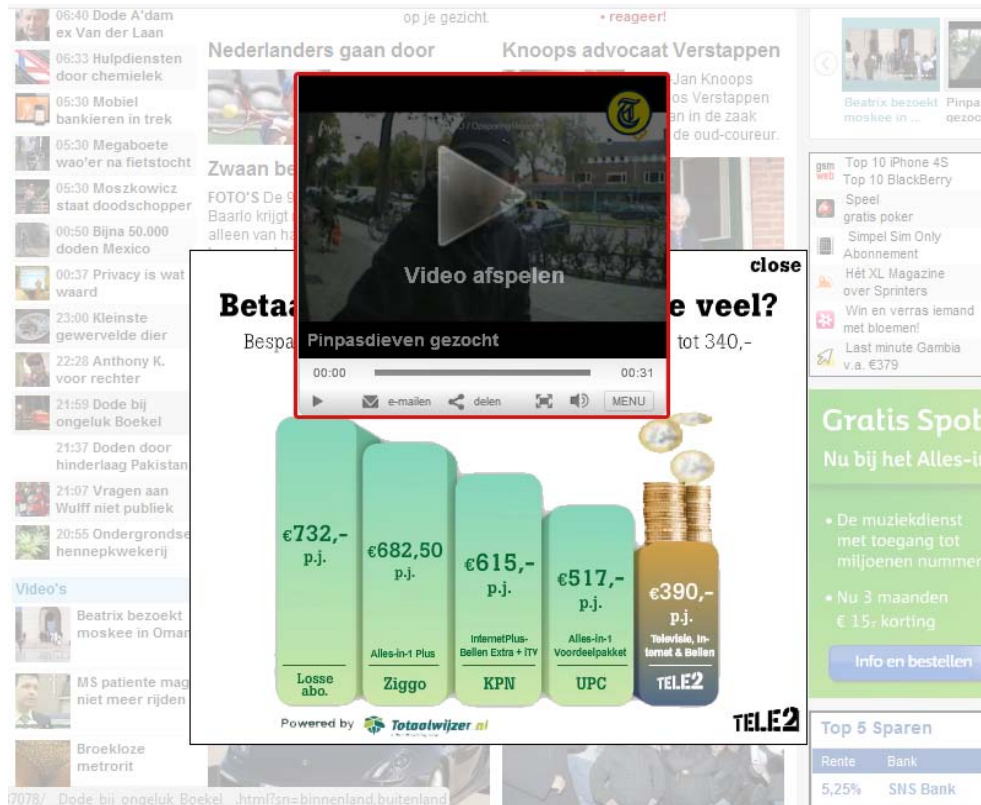 06:40 Dode A'dam
ex Van der Laan
06:33 Hulpdiensten
door chemielek
05:30 Mobiel
bankieren in trek
05:30 Megaboete
wao'er na fietstocht
05:30 Moszkowicz
staat doodschopper
00:50 Bijna 50.000
doden Mexico
00:37 Privacy is wat
waard
23:00 Kleinste
gewervelde dier
22:28 Anthony K.
voor rechter
21:59 Dode bij
ongeluk Boekel
21:37 Doden door
hinderlaag Pakistan
21:07 Vragen aan
Wulff niet publiek
20:55 Ondergrondse
hennepkwekerij
Video's
Beatrix bezoekt
moskee in Oman
MS patiente mag
niet meer rijden
Broekloze
metrorit
7078/ Dode bij ongeluk Boekel .html?sn=binnenland,buitenland
op je gezicht.
• reageer!
Nederlanders gaan door
Knoops advocaat Verstappen
Jan Knoops
os Verstappen
an in de zaak
de oud-coureur.
Zwaan be
FOTO'S De 9
Baarlo krijgt
alleen van ha
T
Video afspelen
Pinpasdieven gezocht
00:00
00:31
e-mailen
delen
MENU
close
Betaa
e veel?
Bespa
tot 340,-
€732,-
p.j.
Losse
abo.
€682,50
p.j.
Alles-in-1 Plus
Ziggo
€615,-
p.j.
InternetPlus-
Bellen Extra + iTV
KPN
€517,-
p.j.
Alles-in-1
Voordeelpakket
UPC
€390,-
p.j.
Televisie, In-
ternet & Bellen
TELE2
Powered by Totaalwijzer.nl
TELE2
Beatrix bezoekt
moskee in ...
Pinpa
gezoc
gsm
web
Top 10 iPhone 4S
Top 10 BlackBerry
Speel
gratis poker
Simpel Sim Only
Abonnement
Hét XL Magazine
over Sprinters
Win en verras iemand
met bloemen!
Last minute Gambia
v.a. €379
Gratis Spot
Nu bij het Alles-i
• De muziekdienst
met toegang tot
miljoenen nummer
• Nu 3 maanden
€ 15,- korting
Info en bestellen
Top 5 Sparen
Rente Bank
5,25% SNS Bank